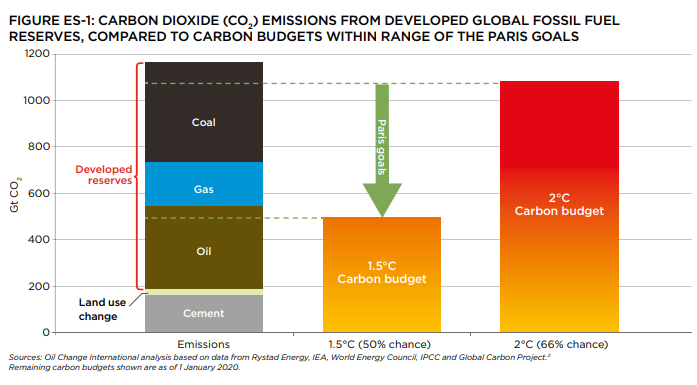 FIGURE ES-1: CARBON DIOXIDE (CO₂) EMISSIONS FROM DEVELOPED GLOBAL FOSSIL FUEL
RESERVES, COMPARED TO CARBON BUDGETS WITHIN RANGE OF THE PARIS GOALS
1200
1000
800
600
400
200
0
Gt CO₂
Developed
reserves
Land use
change
Coal
Gas
Oil
Cement
Paris goals
1.5°C
Carbon budget
2°C
Carbon budget
Emissions
1.5°C (50% chance)
2°C (66% chance)
Sources: Oil Change International analysis based on data from Rystad Energy, IEA, World Energy Council, IPCC and Global Carbon Project.²
Remaining carbon budgets shown are as of 1 January 2020.